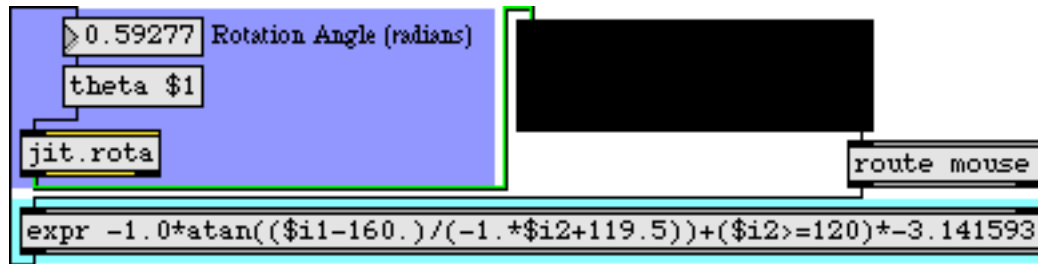 0.59277 Rotation Angle (radians)
theta $1
jit.rota
route mouse
expr -1.0*atan(($i1-160.)/(-1.*$i2+119.5))+($i2>=120)*-3.141593